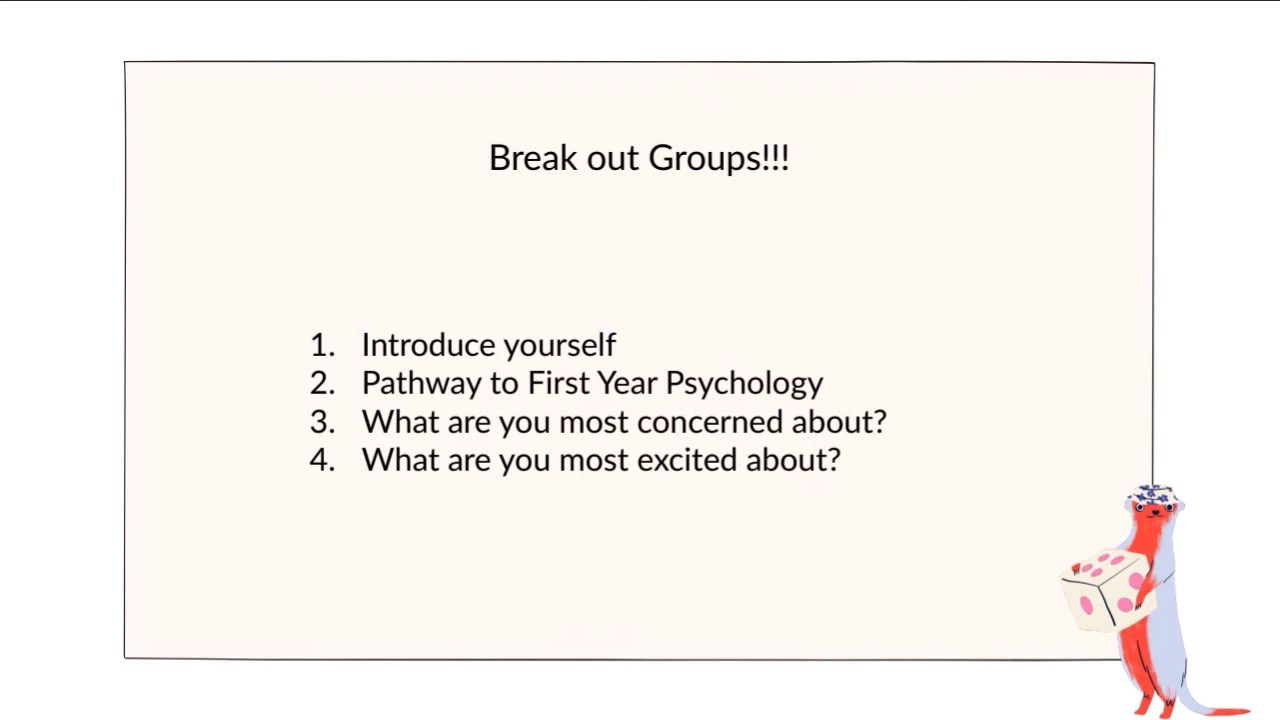 Break out Groups!!!
1. Introduce yourself
2. Pathway to First Year Psychology
3. What are you most concerned about?
4. What are you most excited about?